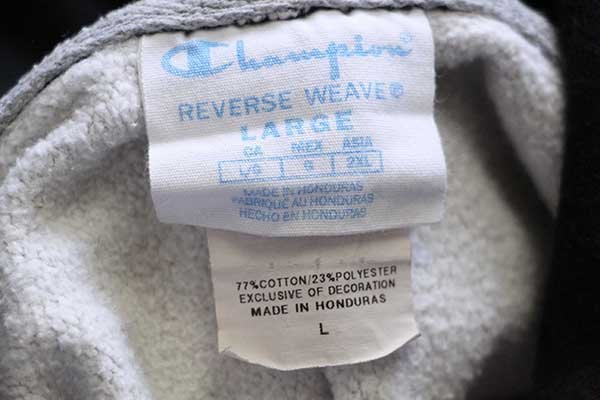 Champion®
REVERSE WEAVE®
LARGE
CA MEX ASIA
L/G G 2XL
MADE IN HONDURAS
FABRIQUÉ AU HONDURAS
HECHO EN HONDURAS
77%COTTON/23%POLYESTER
EXCLUSIVE OF DECORATION
MADE IN HONDURAS
L